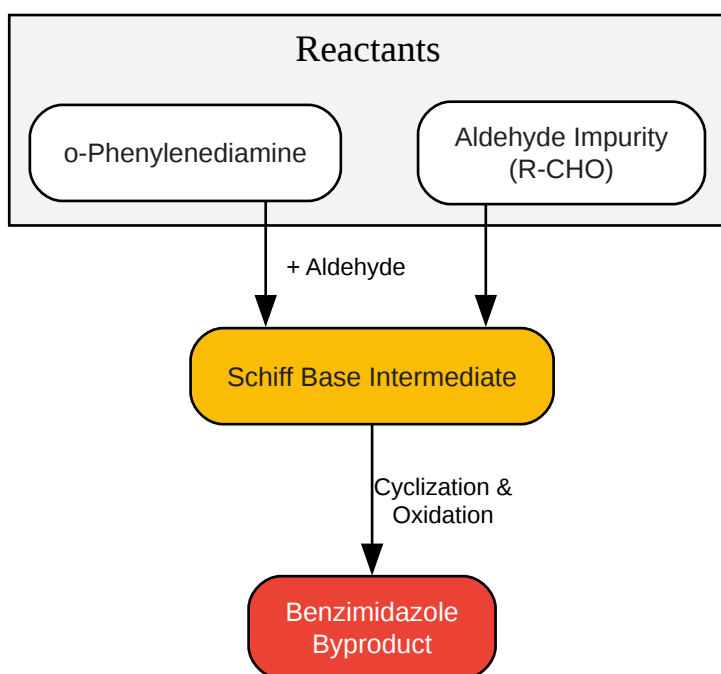 Reactants
o-Phenylenediamine
Aldehyde Impurity
(R-CHO)
+ Aldehyde
Schiff Base Intermediate
Cyclization &
Oxidation
Benzimidazole
Byproduct